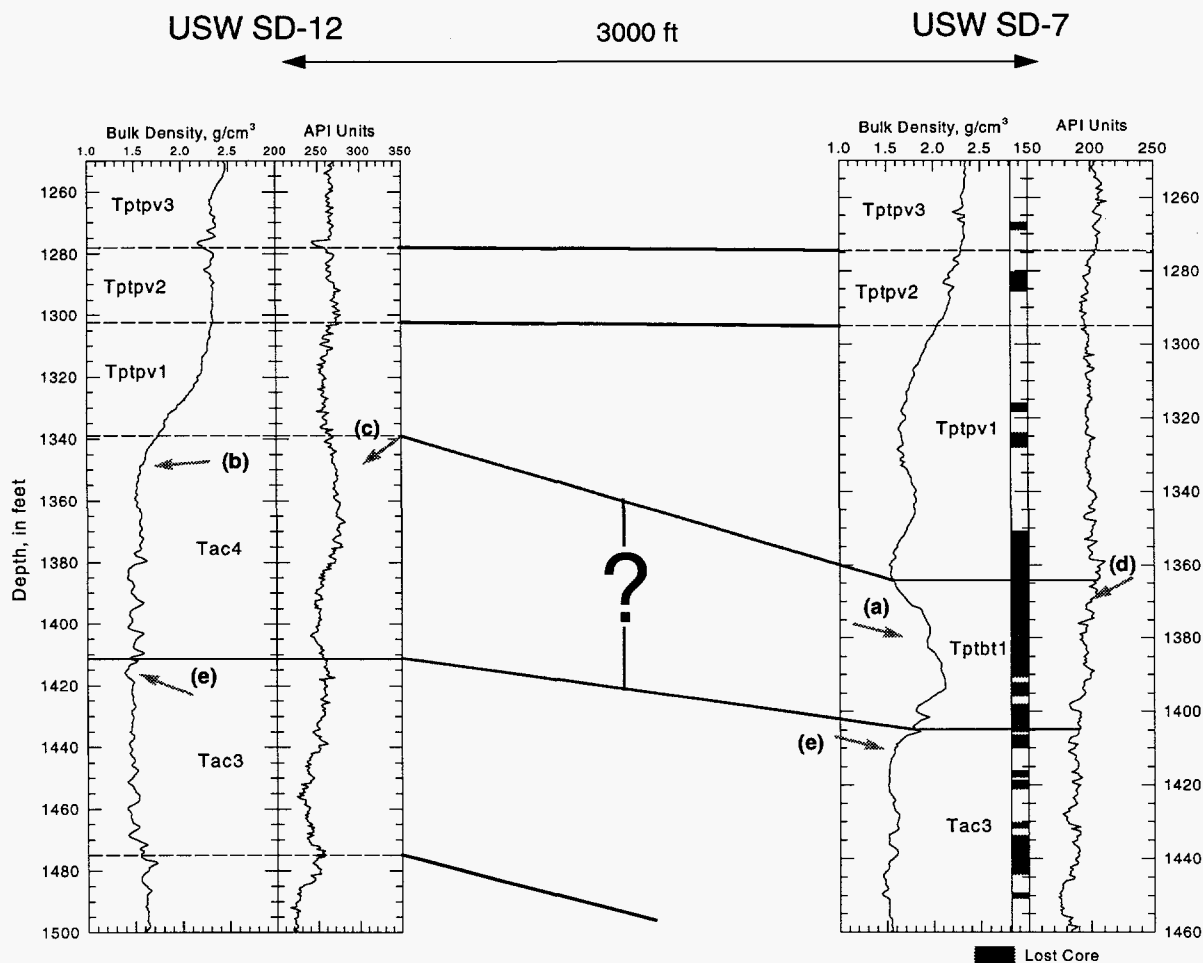 USW SD-12
3000 ft
USW SD-7
Bulk Density, g/cm³
API Units
1.0 1.5 2.0 2.5 200 250 300 350
Bulk Density, g/cm³
API Units
1.0 1.5 2.0 2.5 150 200 250
Depth, in feet
1260
1280
1300
1320
1340
1360
1380
1400
1420
1440
1460
1480
1500
Tptpv3
Tptpv2
Tptpv1
(b)
(c)
Tac4
(e)
Tac3
?
Tptpv3
Tptpv2
Tptpv1
(a)
Tptbt1
(d)
(e)
Tac3
1260
1280
1300
1320
1340
1360
1380
1400
1420
1440
1460
Lost Core